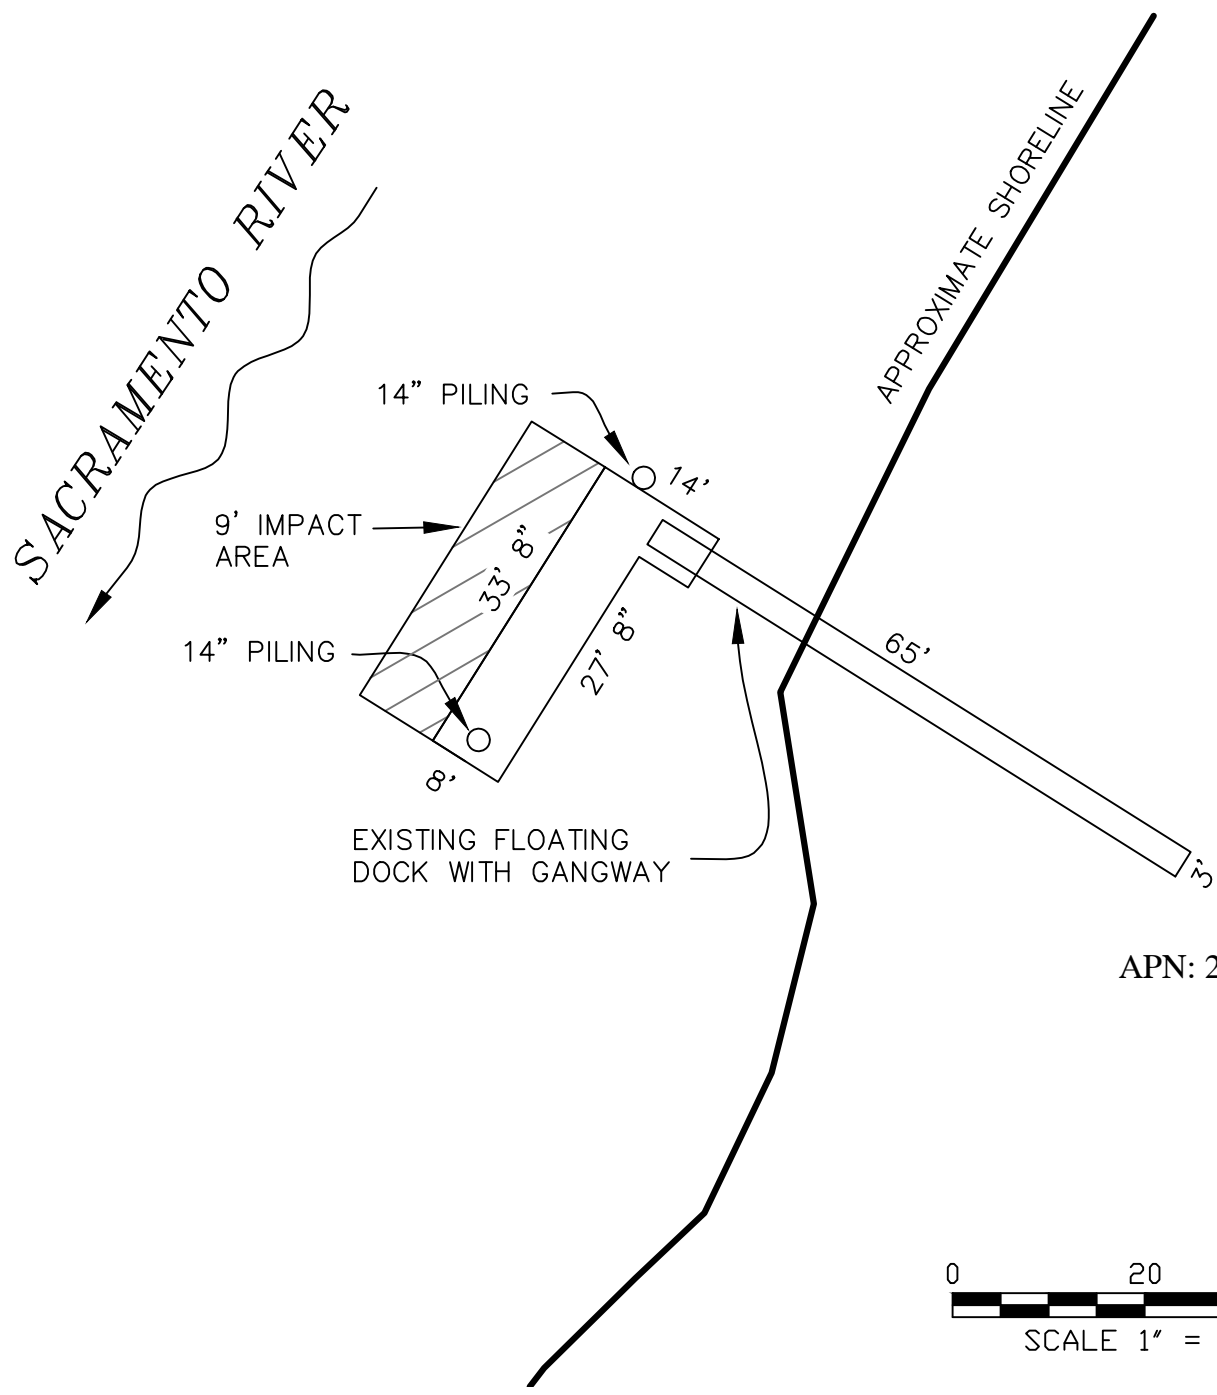 SACRAMENTO RIVER
APPROXIMATE SHORELINE
14” PILING
14’
9’ IMPACT
AREA
33’ 8”
27’ 8”
65’
14” PILING
8’
EXISTING FLOATING
DOCK WITH GANGWAY
3’
APN: 2
0 20
SCALE 1” =